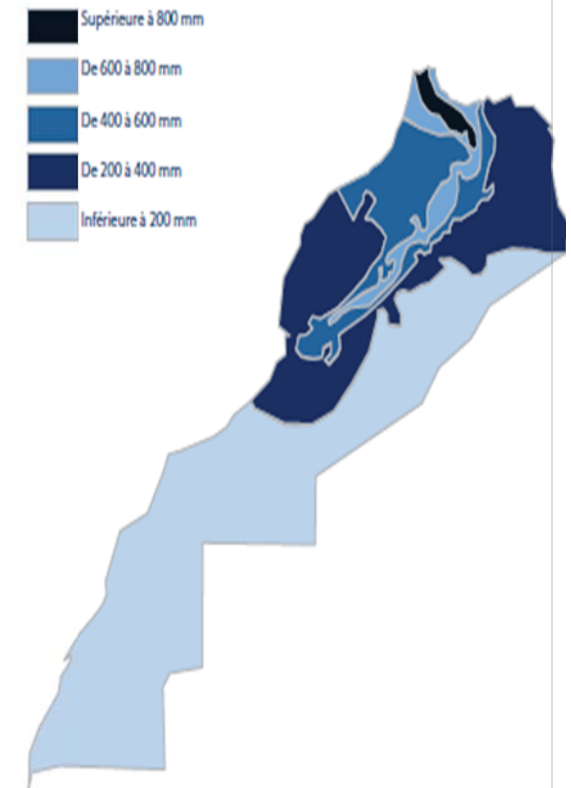 Supérieure à 800 mm
De 600 à 800 mm
De 400 à 600 mm
De 200 à 400 mm
Inférieure à 200 mm